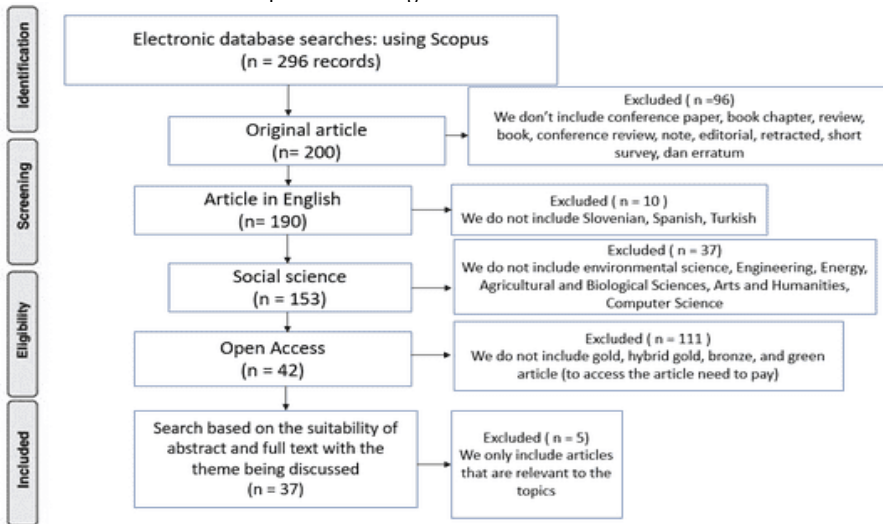 Identification
Electronic database searches: using Scopus
(n = 296 records)
Excluded ( n =96)
We don't include conference paper, book chapter, review,
book, conference review, note, editorial, retracted, short
survey, dan erratum
Original article
(n= 200)
Screening
Article in English
(n= 190)
Excluded ( n = 10 )
We do not include Slovenian, Spanish, Turkish
Social science
(n = 153)
Excluded ( n = 37)
We do not include environmental science, Engineering, Energy,
Agricultural and Biological Sciences, Arts and Humanities,
Computer Science
Eligibility
Open Access
(n = 42)
Excluded ( n = 111 )
We do not include gold, hybrid gold, bronze, and green
article (to access the article need to pay)
Included
Search based on the suitability of
abstract and full text with the
theme being discussed
(n = 37)
Excluded ( n = 5)
We only include articles
that are relevant to the
topics